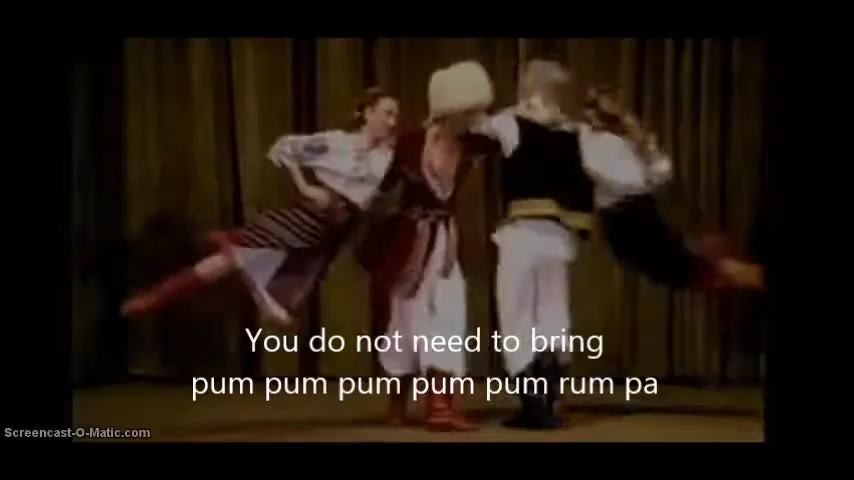 You do not need to bring
pum pum pum pum pum rum pa
Screencast-O-Matic.com